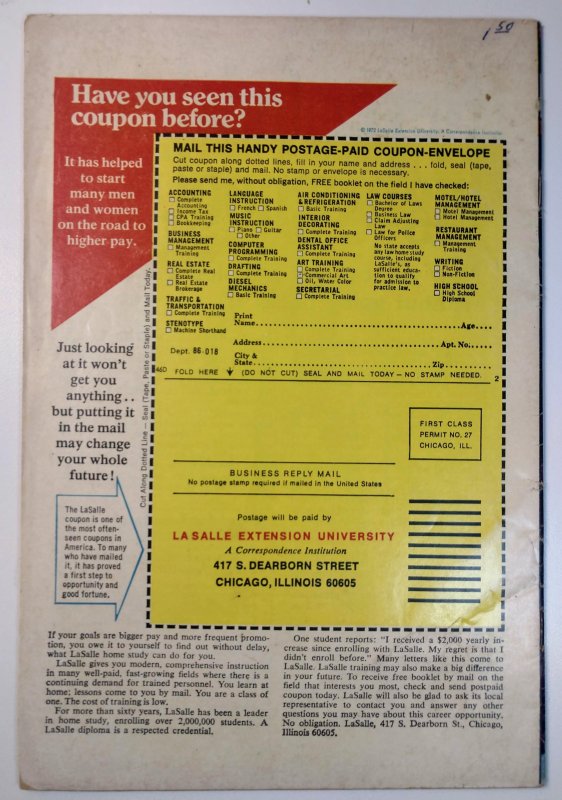 1 50
Have you seen this
coupon before?
© 1972 LaSalle Extension University, A Correspondence Institution
It has helped
to start
many men
and women
on the road to
higher pay.
MAIL THIS HANDY POSTAGE-PAID COUPON-ENVELOPE
Cut coupon along dotted lines, fill in your name and address . . . fold, seal (tape,
paste or staple) and mail. No stamp or envelope is necessary.
Please send me, without obligation, FREE booklet on the field I have checked:
ACCOUNTING
Complete
Accounting
Income Tax
CPA Training
Bookkeeping
BUSINESS
MANAGEMENT
Management
Training
REAL ESTATE
Complete Real
Estate
Real Estate
Brokerage
TRAFFIC &
TRANSPORTATION
Complete Training
STENOTYPE
Machine Shorthand
LANGUAGE
INSTRUCTION
French Spanish
MUSIC
INSTRUCTION
Piano Guitar
Other
COMPUTER
PROGRAMMING
Complete Training
DRAFTING
Complete Training
DIESEL
MECHANICS
Basic Training
AIR CONDITIONING
& REFRIGERATION
Basic Training
INTERIOR
DECORATING
Complete Training
DENTAL OFFICE
ASSISTANT
Complete Training
ART TRAINING
Complete Training
Commercial Art
Oil, Water Color
SECRETARIAL
Complete Training
LAW COURSES
Bachelor of Laws
Degree
Business Law
Claim Adjusting
Law
Law for Police
Officers
No state accepts
any law home study
course, including
LaSalle's, as
sufficient educa-
tion to qualify
for admission to
practice law.
MOTEL/HOTEL
MANAGEMENT
Motel Management
Hotel Management
RESTAURANT
MANAGEMENT
Management
Training
WRITING
Fiction
Non-Fiction
HIGH SCHOOL
High School
Diploma
Print
Name Age
Address Apt. No.
Dept. 86-018
City &
State Zip
46D FOLD HERE (DO NOT CUT) SEAL AND MAIL TODAY – NO STAMP NEEDED. 2
Cut Along Dotted Line — Seal (Tape, Paste or Staple) and Mail Today.
Just looking
at it won't
get you
anything . .
but putting it
in the mail
may change
your whole
future!
The LaSalle
coupon is one of
the most often-
seen coupons in
America. To many
who have mailed
it, it has proved
a first step to
opportunity and
good fortune.
FIRST CLASS
PERMIT NO. 27
CHICAGO, ILL.
BUSINESS REPLY MAIL
No postage stamp required if mailed in the United States
Postage will be paid by
LA SALLE EXTENSION UNIVERSITY
A Correspondence Institution
417 S. DEARBORN STREET
CHICAGO, ILLINOIS 60605
If your goals are bigger pay and more frequent promo-
tion, you owe it to yourself to find out without delay,
what LaSalle home study can do for you.
LaSalle gives you modern, comprehensive instruction
in many well-paid, fast-growing fields where there is a
continuing demand for trained personnel. You learn at
home; lessons come to you by mail. You are a class of
one. The cost of training is low.
For more than sixty years, LaSalle has been a leader
in home study, enrolling over 2,000,000 students. A
LaSalle diploma is a respected credential.
One student reports: "I received a $2,000 yearly in-
crease since enrolling with LaSalle. My regret is that I
didn't enroll before." Many letters like this come to
LaSalle. LaSalle training may also make a big difference
in your future. To receive free booklet by mail on the
field that interests you most, check and send postpaid
coupon today. LaSalle will also be glad to ask its local
representative to contact you and answer any other
questions you may have about this career opportunity.
No obligation. LaSalle, 417 S. Dearborn St., Chicago,
Illinois 60605.